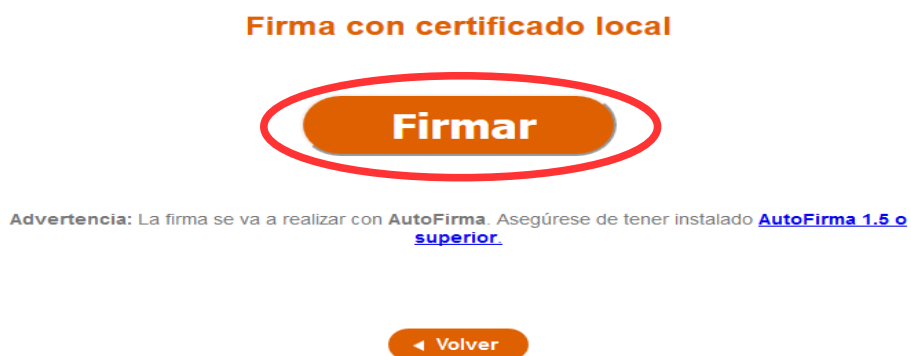 Firma con certificado local
Firmar
Advertencia: La firma se va a realizar con AutoFirma. Asegúrese de tener instalado AutoFirma 1.5 o
superior.
◄ Volver